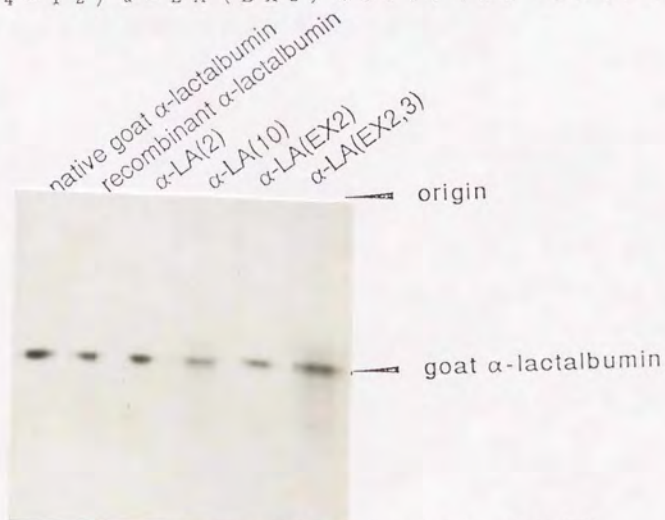 native goat α-lactalbumin
recombinant α-lactalbumin
α-LA(2)
α-LA(10)
α-LA(EX2)
α-LA(EX2,3)
origin
goat α-lactalbumin